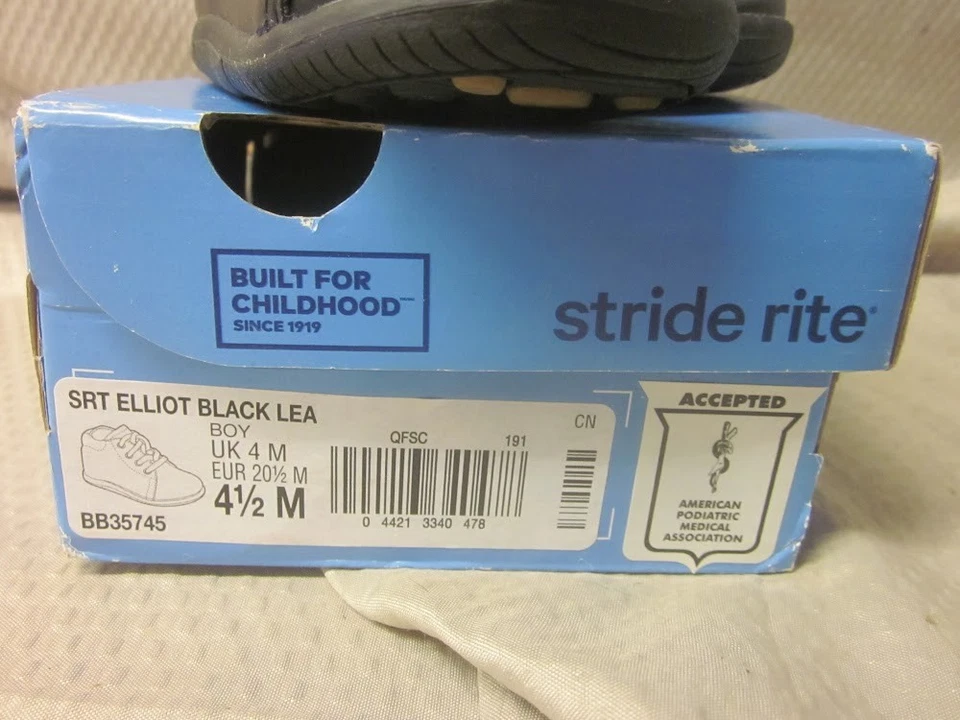 BUILT FOR
CHILDHOOD
SINCE 1919
stride rite
SRT ELLIOT BLACK LEA
BOY
UK 4 M
EUR 20½ M
4½ M
BB35745
QFSC 191
0 4421 3340 478
CN
ACCEPTED
AMERICAN
PODIATRIC
MEDICAL
ASSOCIATION